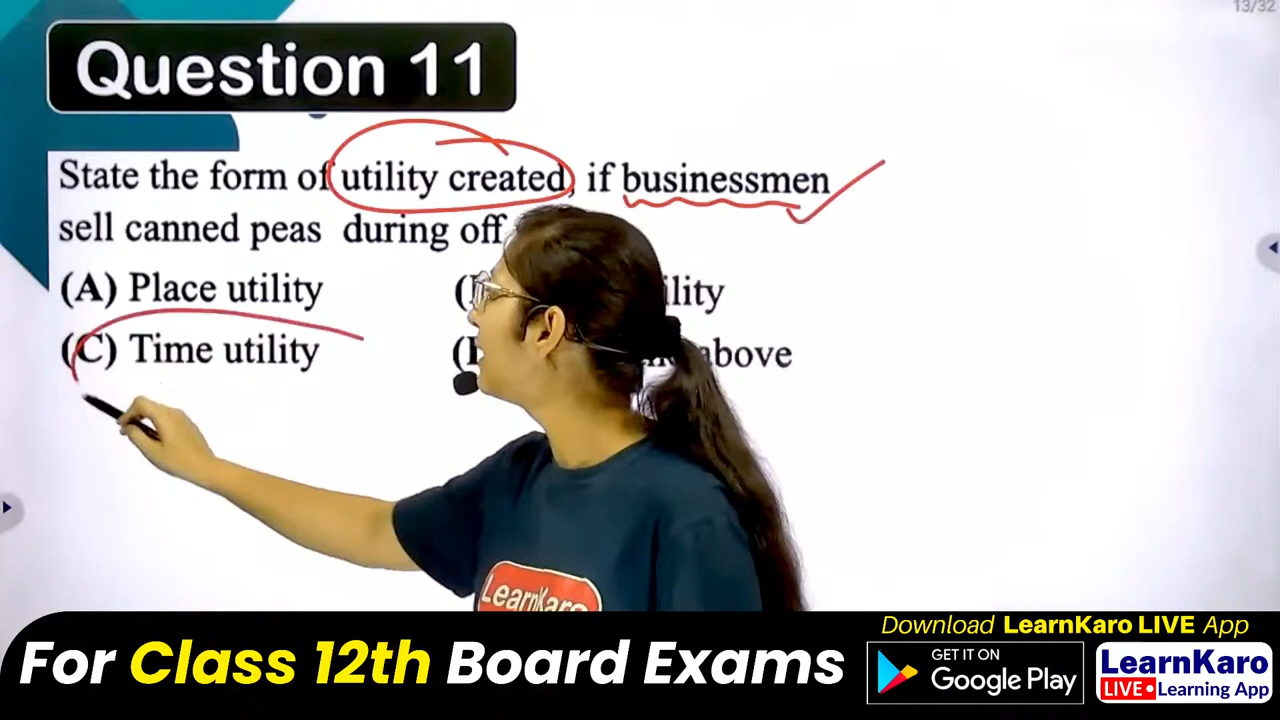 13/32
Question 11
State the form of utility created, if businessmen
sell canned peas during off
(A) Place utility
(C) Time utility
above
LearnKaro
For Class 12th Board Exams
Download LearnKaro LIVE App
GET IT ON
Google Play
LearnKaro
LIVE Learning App